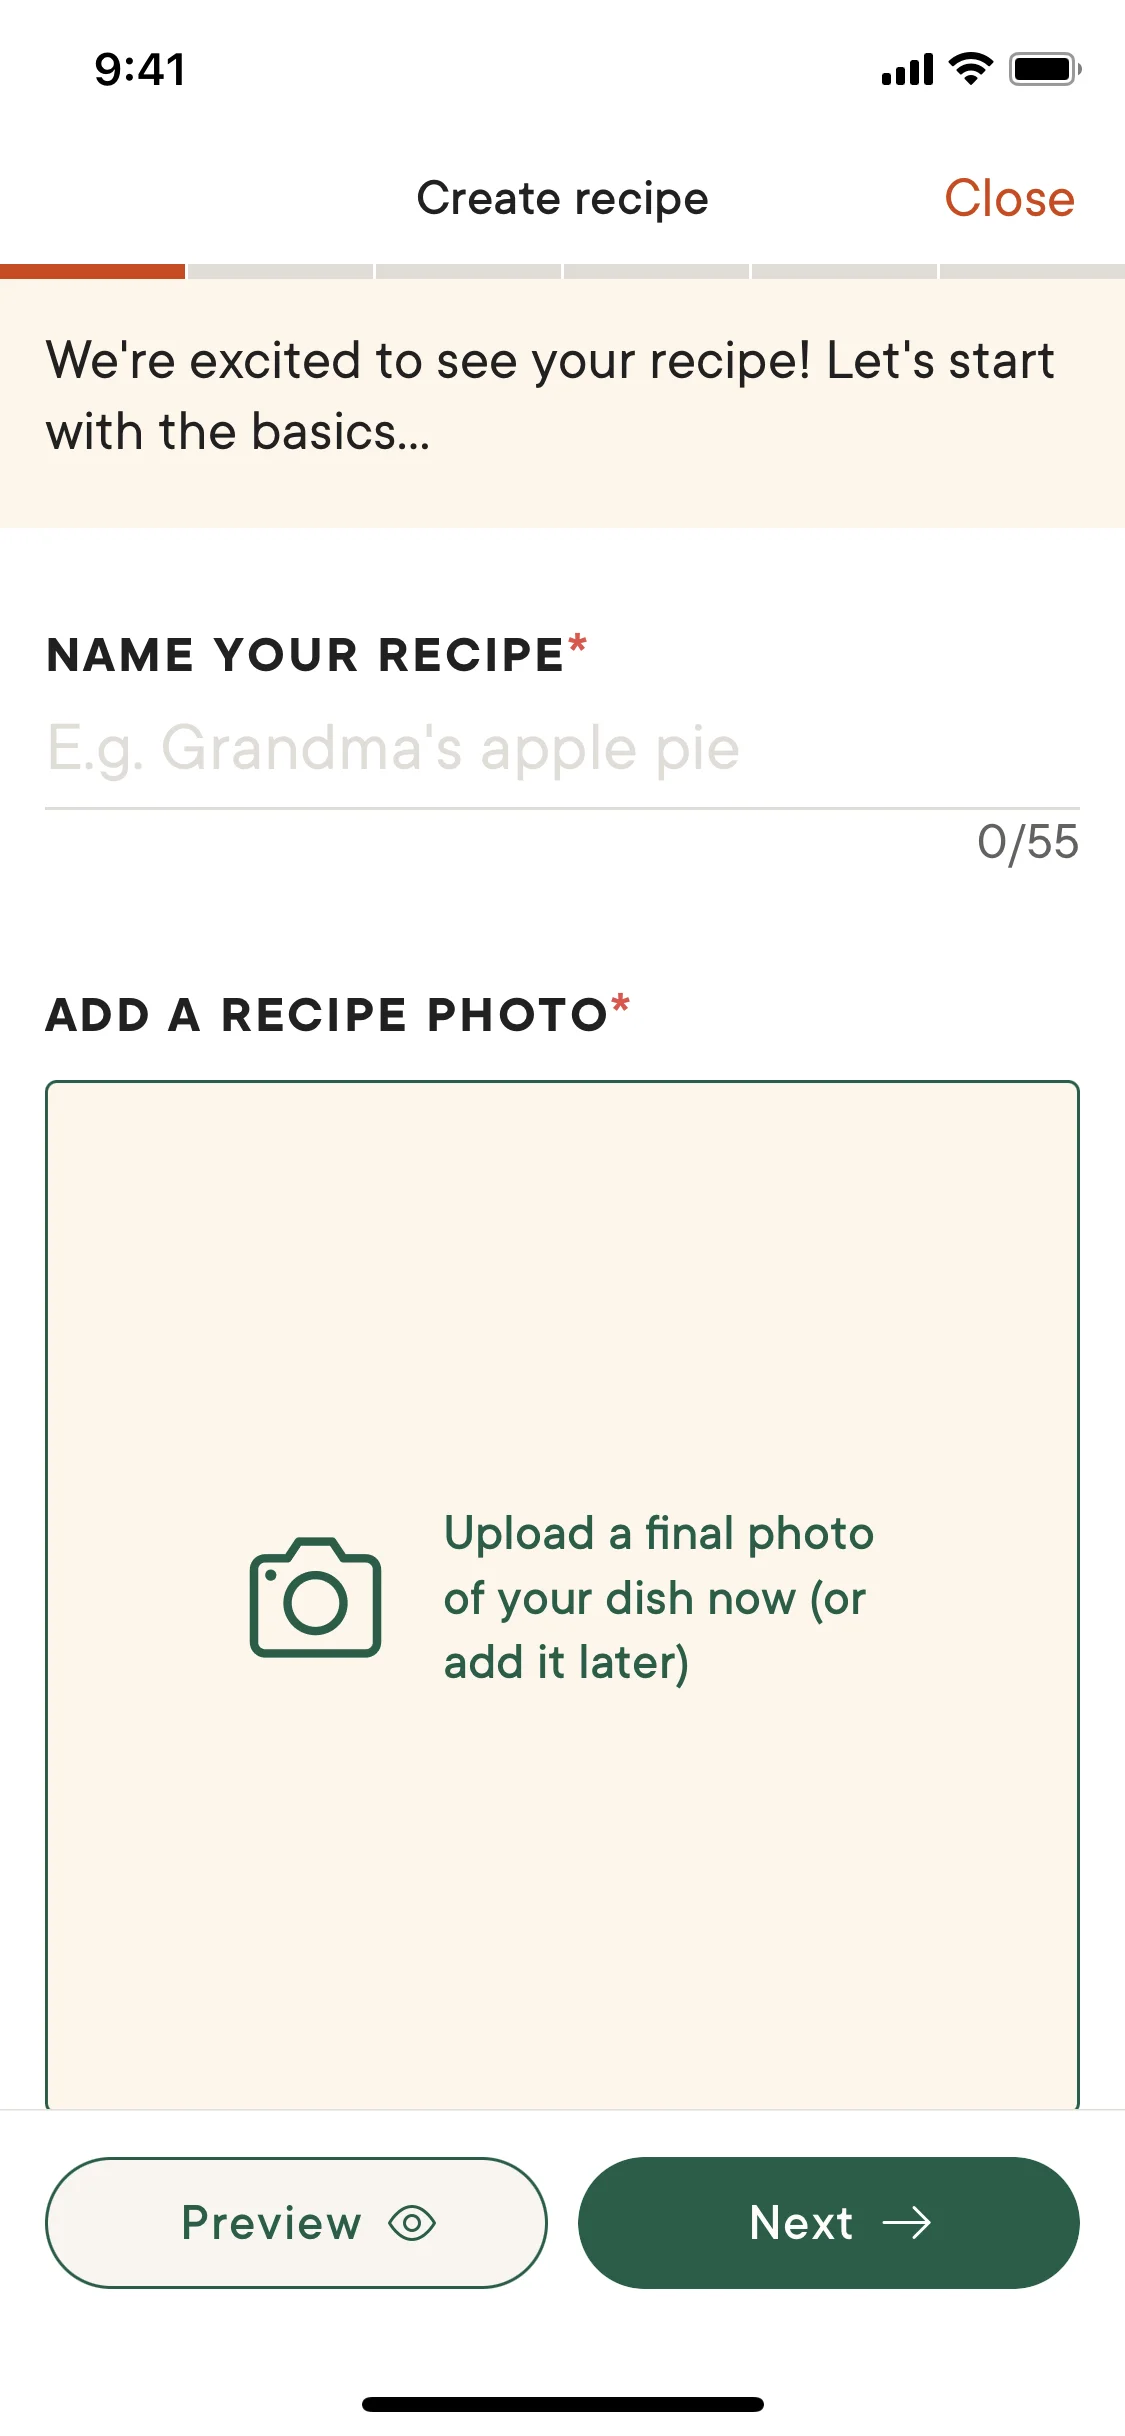 9:41
Create recipe
Close
We're excited to see your recipe! Let's start
with the basics...
NAME YOUR RECIPE*
E.g. Grandma's apple pie
0/55
ADD A RECIPE PHOTO*
Upload a final photo
of your dish now (or
add it later)
Preview
Next